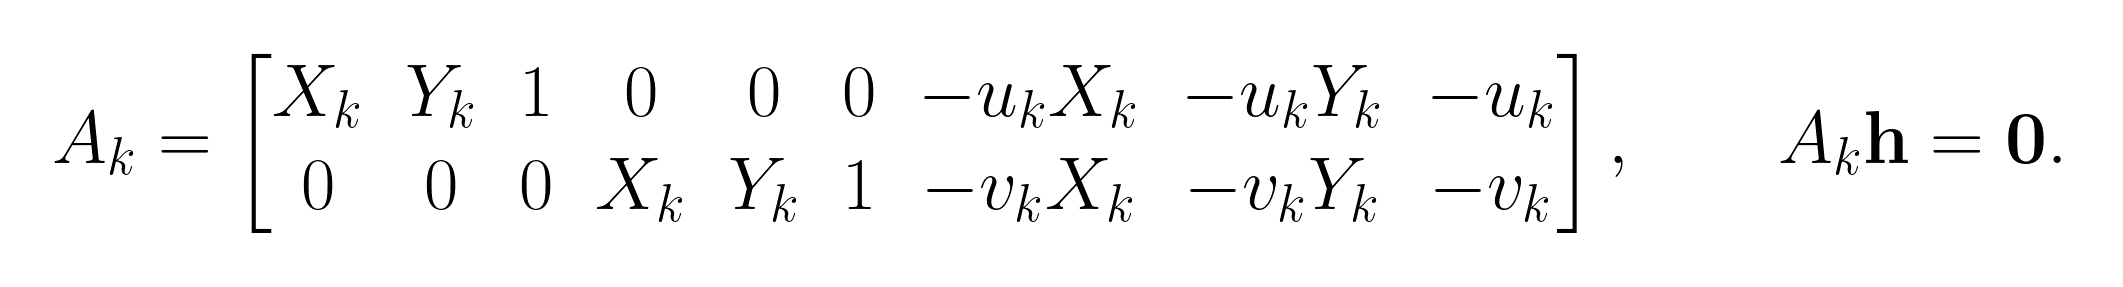 A_k = \begin{bmatrix} X_k & Y_k & 1 & 0 & 0 & 0 & -u_k X_k & -u_k Y_k & -u_k \\ 0 & 0 & 0 & X_k & Y_k & 1 & -v_k X_k & -v_k Y_k & -v_k \end{bmatrix}, \qquad A_k \mathbf{h} = \mathbf{0}.